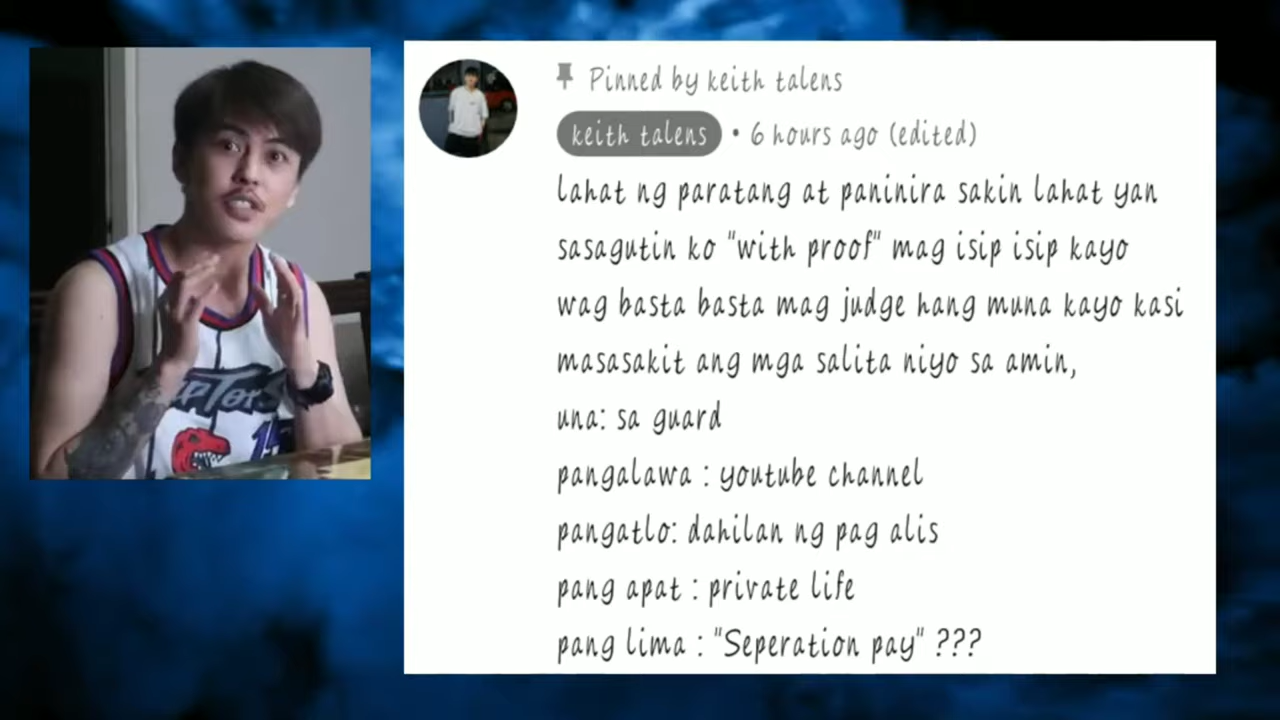 Pinned by keith talens
keith talens • 6 hours ago (edited)
lahat ng paratang at paninira sakin lahat yan
sasagutin ko "with proof" mag isip isip kayo
wag basta basta mag judge hang muna kayo kasi
masasakit ang mga salita niyo sa amin,
una: sa guard
pangalawa : youtube channel
pangatlo: dahilan ng pag alis
pang apat : private life
pang lima : "Seperation pay" ???